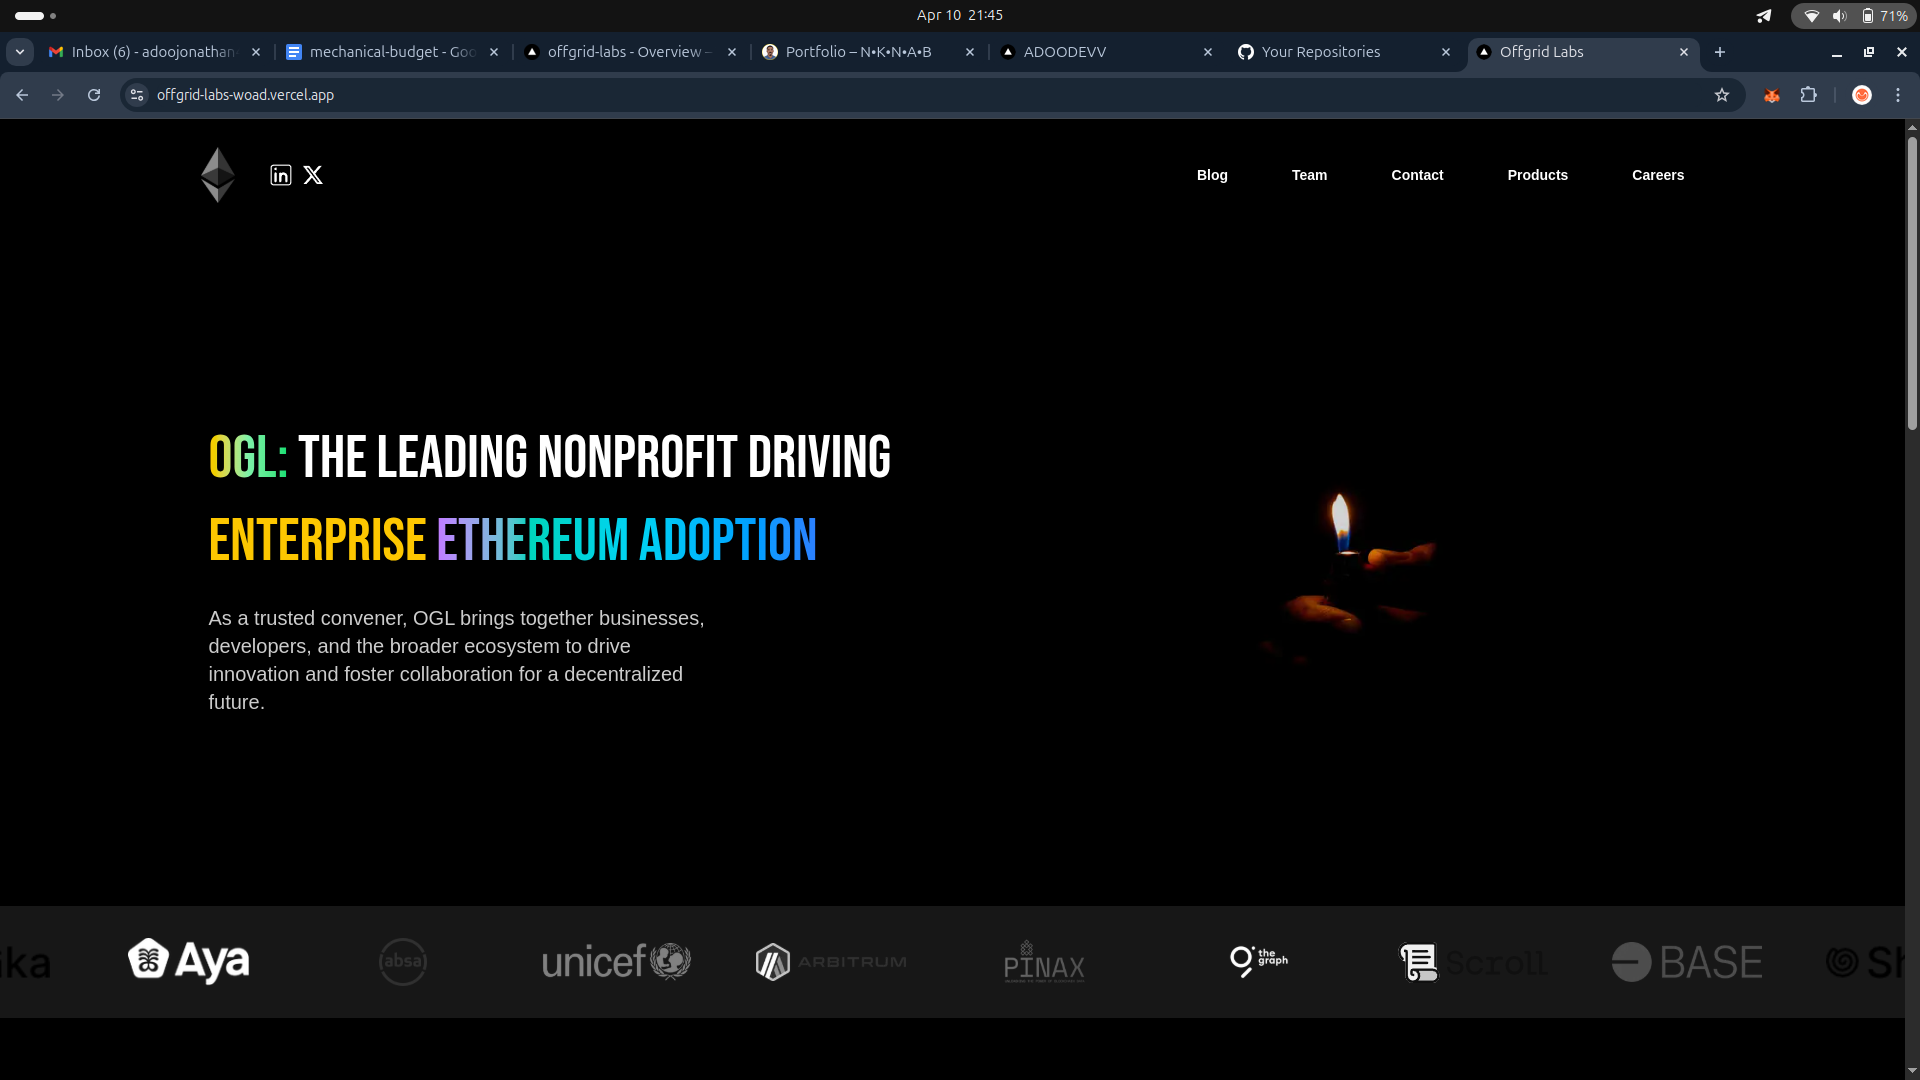 Apr 10 21:45
71%
Inbox (6) - adoojonathan
mechanical-budget - Goo
offgrid-labs - Overview –
Portfolio – N•K•N•A•B
ADOODEVV
Your Repositories
Offgrid Labs
offgrid-labs-woad.vercel.app
in X
Blog
Team
Contact
Products
Careers
OGL: THE LEADING NONPROFIT DRIVING
ENTERPRISE ETHEREUM ADOPTION
As a trusted convener, OGL brings together businesses,
developers, and the broader ecosystem to drive
innovation and foster collaboration for a decentralized
future.
ika
Aya
absa
unicef
ARBITRUM
PINAX
the
graph
Scroll
BASE
Sh